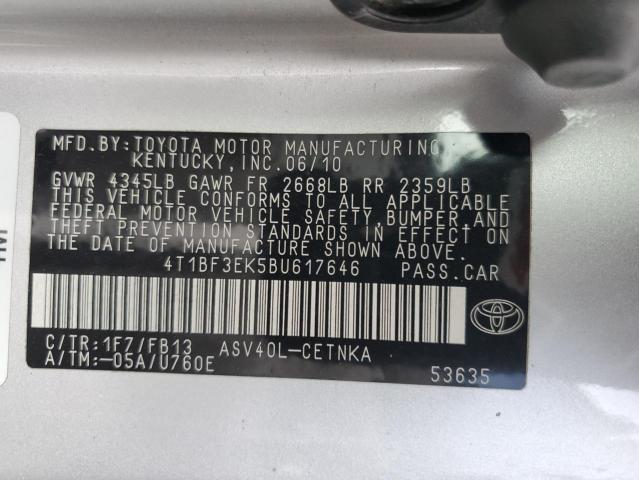 MFD.BY:TOYOTA MOTOR MANUFACTURING
KENTUCKY,INC.06/10
GVWR 4345LB GAWR FR 2668LB RR 2359LB
THIS VEHICLE CONFORMS TO ALL APPLICABLE
FEDERAL MOTOR VEHICLE SAFETY, BUMPER AND
THEFT PREVENTION STANDARDS IN EFFECT ON
THE DATE OF MANUFACTURE SHOWN ABOVE.
4T1BF3EK5BU617646 PASS.CAR
C/TR:1F7/FB13 ASV40L-CETNKA
A/TM:-05A/U760E
53635